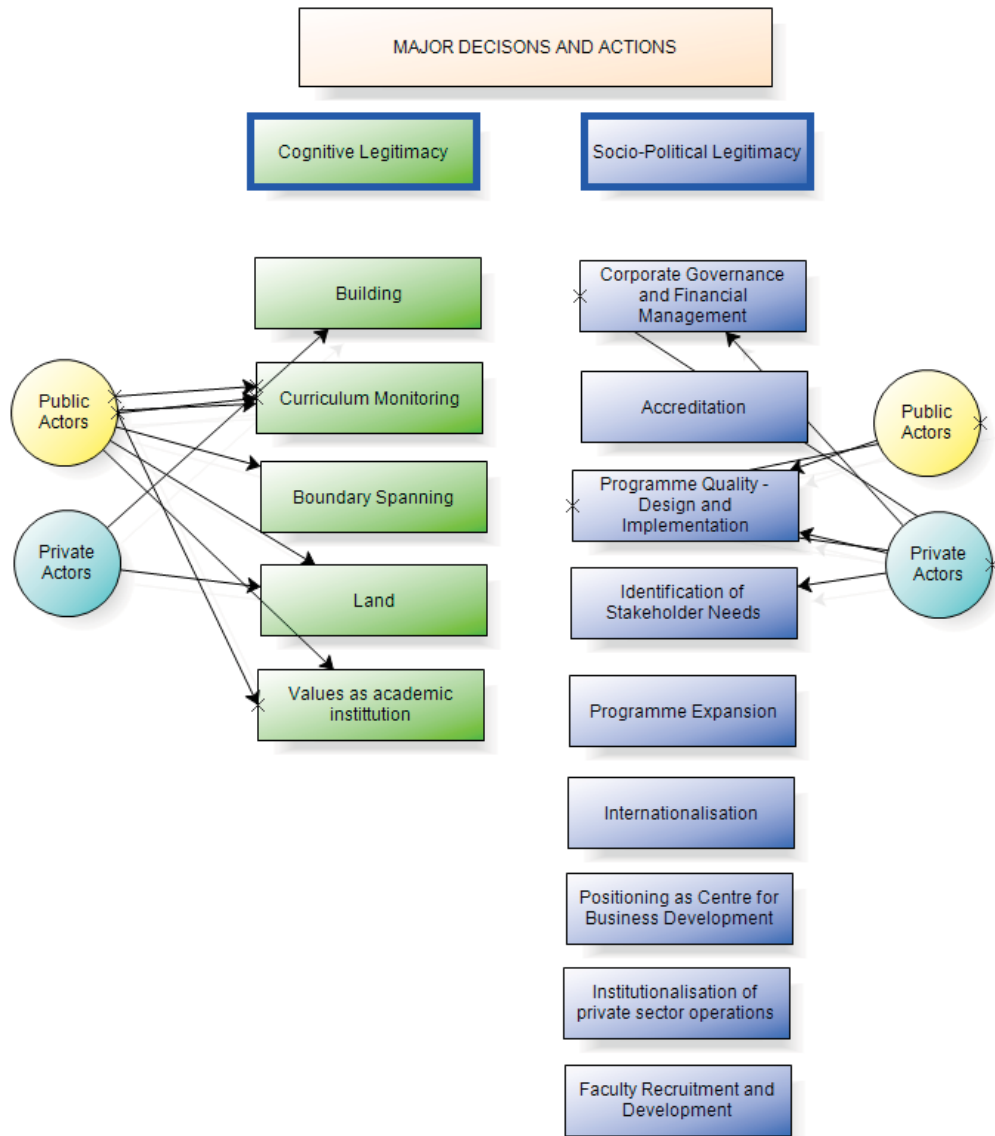 MAJOR DECISONS AND ACTIONS
Cognitive Legitimacy
Socio-Political Legitimacy
Building
Curriculum Monitoring
Boundary Spanning
Land
Values as academic
instittution
Public
Actors
Private
Actors
Corporate Governance
and Financial
Management
Accreditation
Programme Quality -
Design and
Implementation
Identification of
Stakeholder Needs
Programme Expansion
Internationalisation
Positioning as Centre for
Business Development
Institutionalisation of
private sector operations
Faculty Recruitment and
Development
Public
Actors
Private
Actors